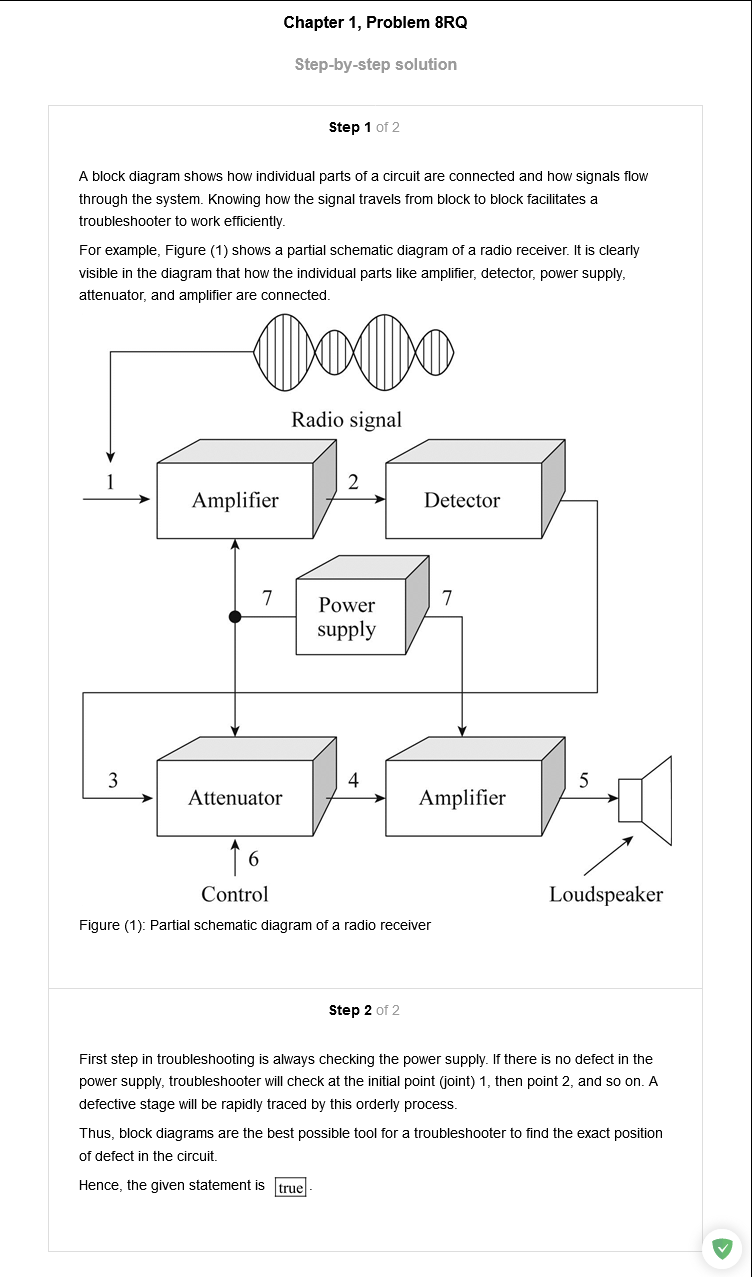 Chapter 1, Problem 8RQ
Step-by-step solution
Step 1 of 2
A block diagram shows how individual parts of a circuit are connected and how signals flow
through the system. Knowing how the signal travels from block to block facilitates a
troubleshooter to work efficiently.
For example, Figure (1) shows a partial schematic diagram of a radio receiver. It is clearly
visible in the diagram that how the individual parts like amplifier, detector, power supply,
attenuator, and amplifier are connected.
Radio signal
1
Amplifier
2
Detector
7
Power
supply
7
3
Attenuator
4
Amplifier
5
6
Control
Loudspeaker
Figure (1): Partial schematic diagram of a radio receiver
Step 2 of 2
First step in troubleshooting is always checking the power supply. If there is no defect in the
power supply, troubleshooter will check at the initial point (joint) 1, then point 2, and so on. A
defective stage will be rapidly traced by this orderly process.
Thus, block diagrams are the best possible tool for a troubleshooter to find the exact position
of defect in the circuit.
Hence, the given statement is true.